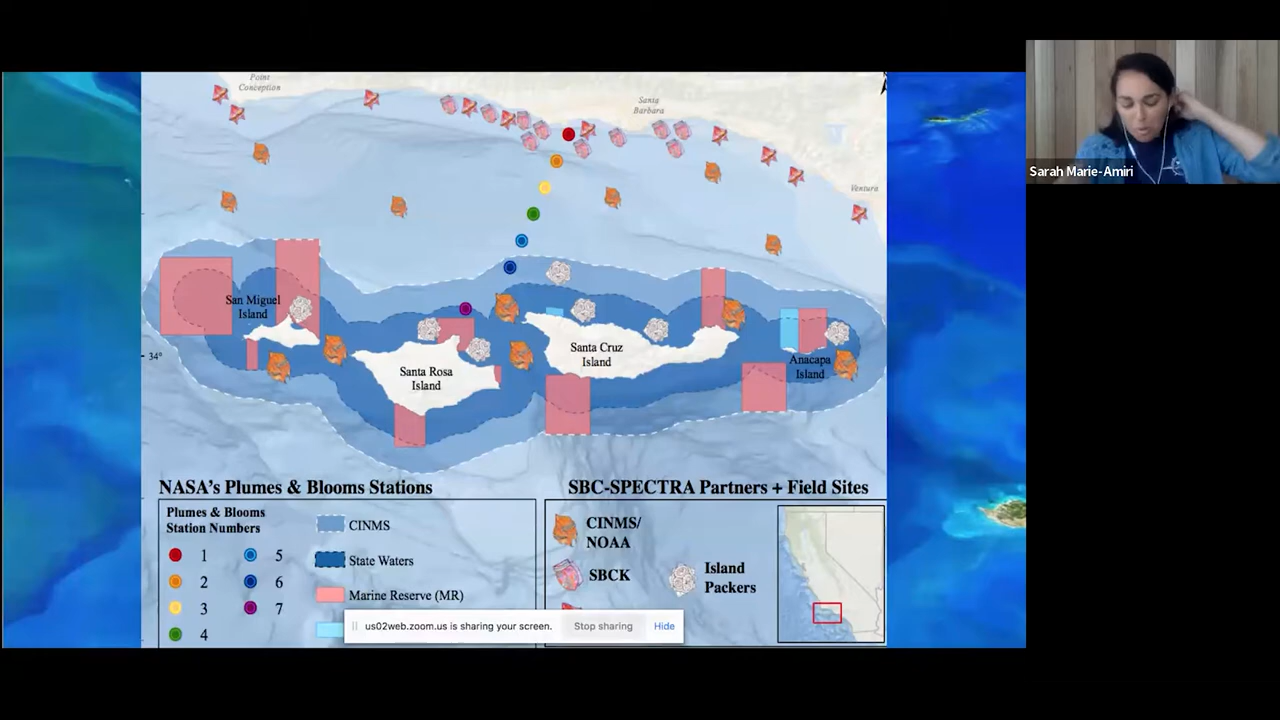 Point
Conception
Santa
Barbara
Ventura
San Miguel
Island
34°
Santa Rosa
Island
Santa Cruz
Island
Anacapa
Island
NASA's Plumes & Blooms Stations
Plumes & Blooms
Station Numbers
1
2
3
4
5
6
7
CINMS
State Waters
Marine Reserve (MR)
SBC-SPECTRA Partners + Field Sites
CINMS/
NOAA
SBCK
Island
Packers
us02web.zoom.us is sharing your screen.
Stop sharing
Hide
Sarah Marie-Amiri